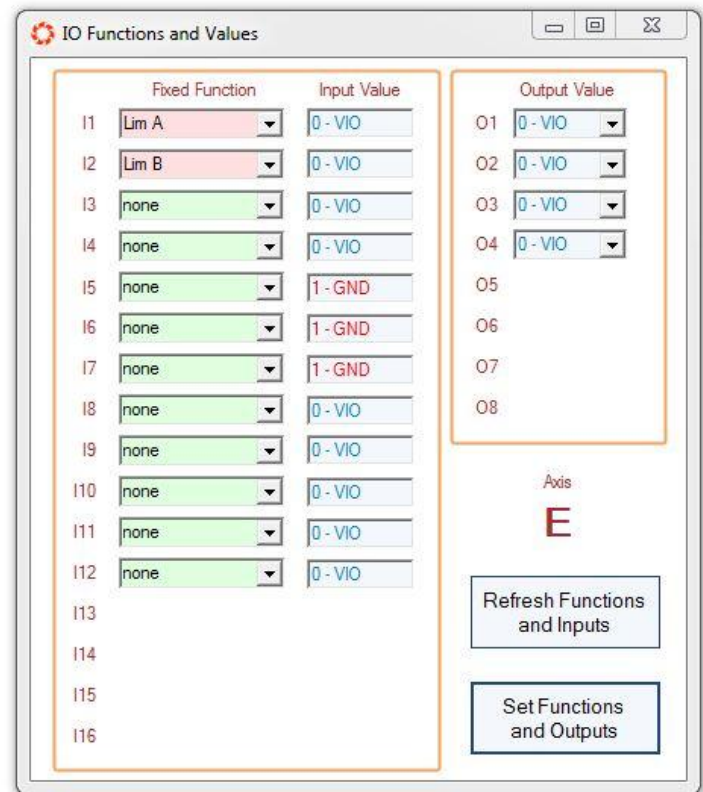 IO Functions and Values
Fixed Function Input Value
I1 Lim A 0 - VIO
I2 Lim B 0 - VIO
I3 none 0 - VIO
I4 none 0 - VIO
I5 none 1 - GND
I6 none 1 - GND
I7 none 1 - GND
I8 none 0 - VIO
I9 none 0 - VIO
I10 none 0 - VIO
I11 none 0 - VIO
I12 none 0 - VIO
I13
I14
I15
I16
Output Value
O1 0 - VIO
O2 0 - VIO
O3 0 - VIO
O4 0 - VIO
O5
O6
O7
O8
Axis
E
Refresh Functions
and Inputs
Set Functions
and Outputs